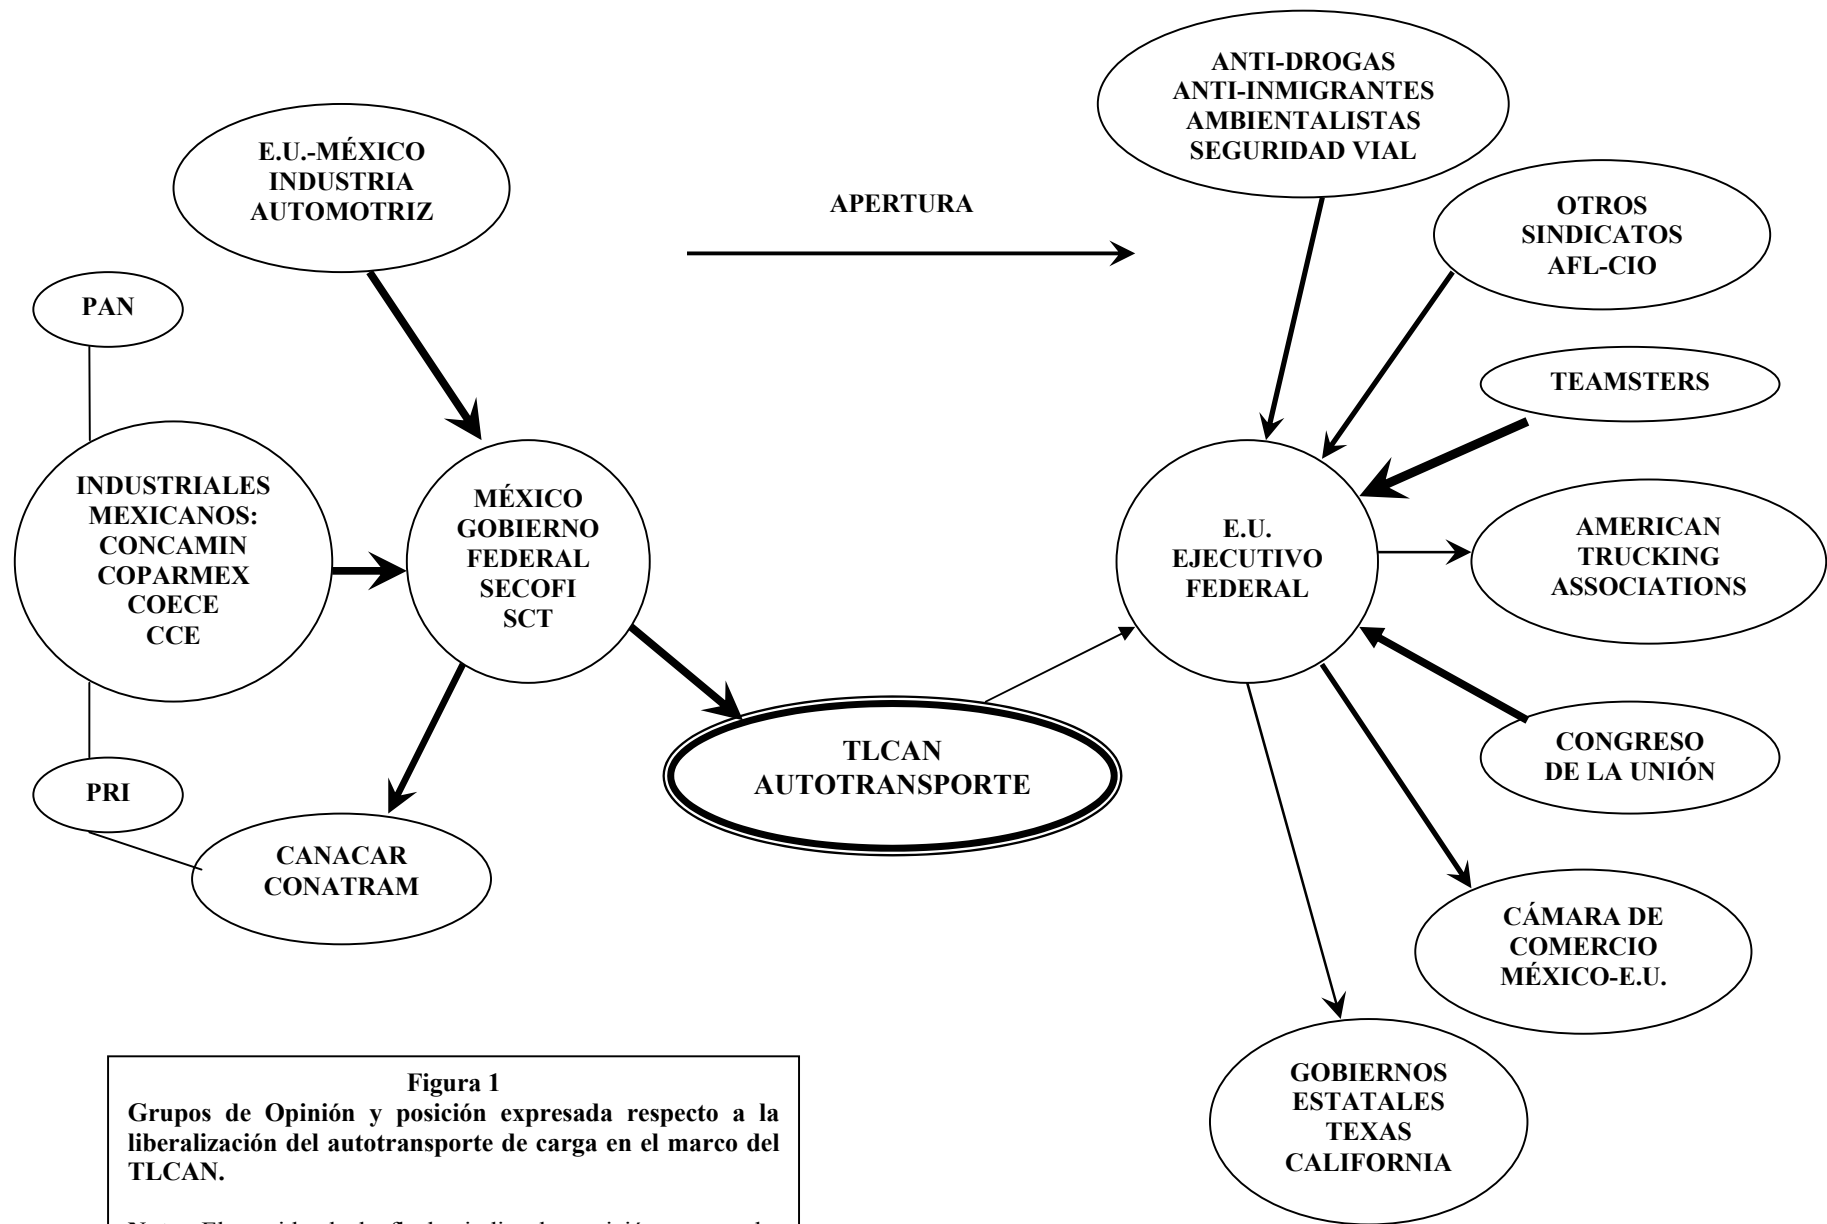 ANTI-DROGAS
ANTI-INMIGRANTES
AMBIENTALISTAS
SEGURIDAD VIAL
E.U.-MÉXICO
INDUSTRIA
AUTOMOTRIZ
APERTURA
OTROS
SINDICATOS
AFL-CIO
PAN
TEAMSTERS
INDUSTRIALES
MEXICANOS:
CONCAMIN
COPARMEX
COECE
CCE
MÉXICO
GOBIERNO
FEDERAL
SECOFI
SCT
E.U.
EJECUTIVO
FEDERAL
AMERICAN
TRUCKING
ASSOCIATIONS
TLCAN
AUTOTRANSPORTE
CONGRESO
DE LA UNIÓN
PRI
CANACAR
CONATRAM
CÁMARA DE
COMERCIO
MÉXICO-E.U.
GOBIERNOS
ESTATALES
TEXAS
CALIFORNIA
Figura 1
Grupos de Opinión y posición expresada respecto a la
liberalización del autotransporte de carga en el marco del
TLCAN.